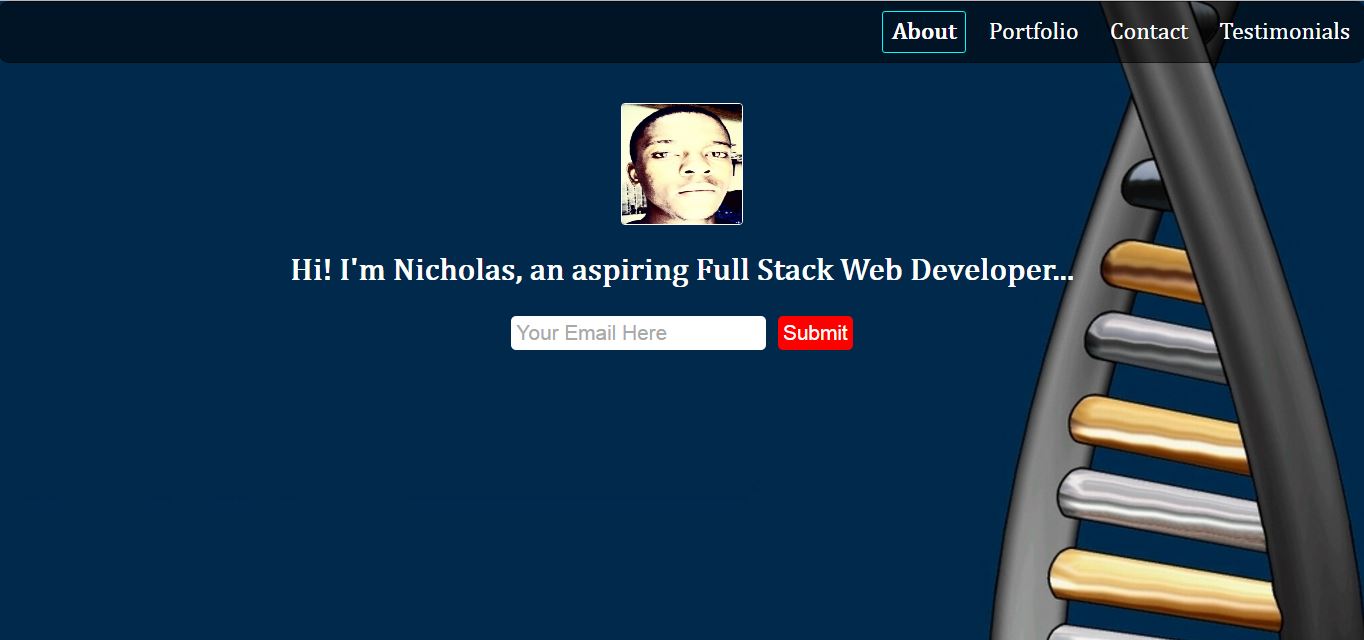 About Portfolio Contact Testimonials
Hi! I'm Nicholas, an aspiring Full Stack Web Developer...
Your Email Here Submit